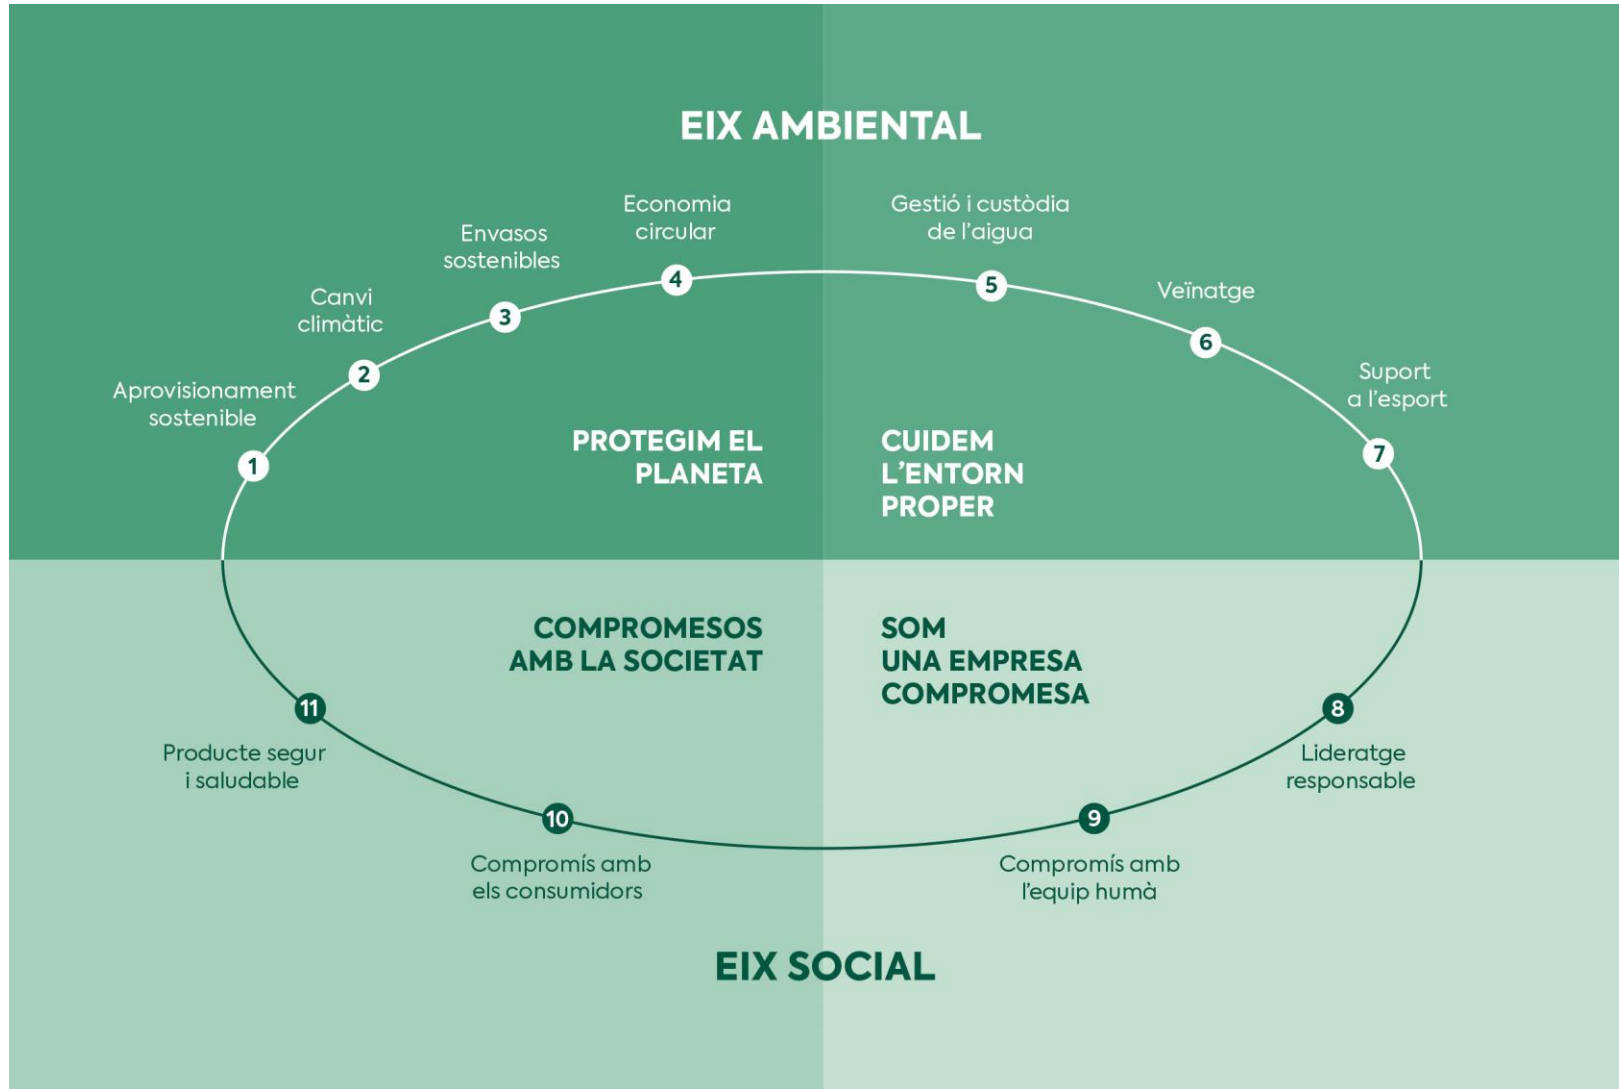 EIX AMBIENTAL
Economia
circular
Gestió i custòdia
de l'aigua
Envasos
sostenibles
Canvi
climàtic
Veïnatge
Aprovisionament
sostenible
Suport
a l'esport
4
5
3
6
2
7
1
PROTEGIM EL
PLANETA
CUIDEM
L'ENTORN
PROPER
COMPROMESOS
AMB LA SOCIETAT
SOM
UNA EMPRESA
COMPROMESA
11
Producte segur
i saludable
8
Lideratge
responsable
10
Compromís amb
els consumidors
9
Compromís amb
l'equip humà
EIX SOCIAL